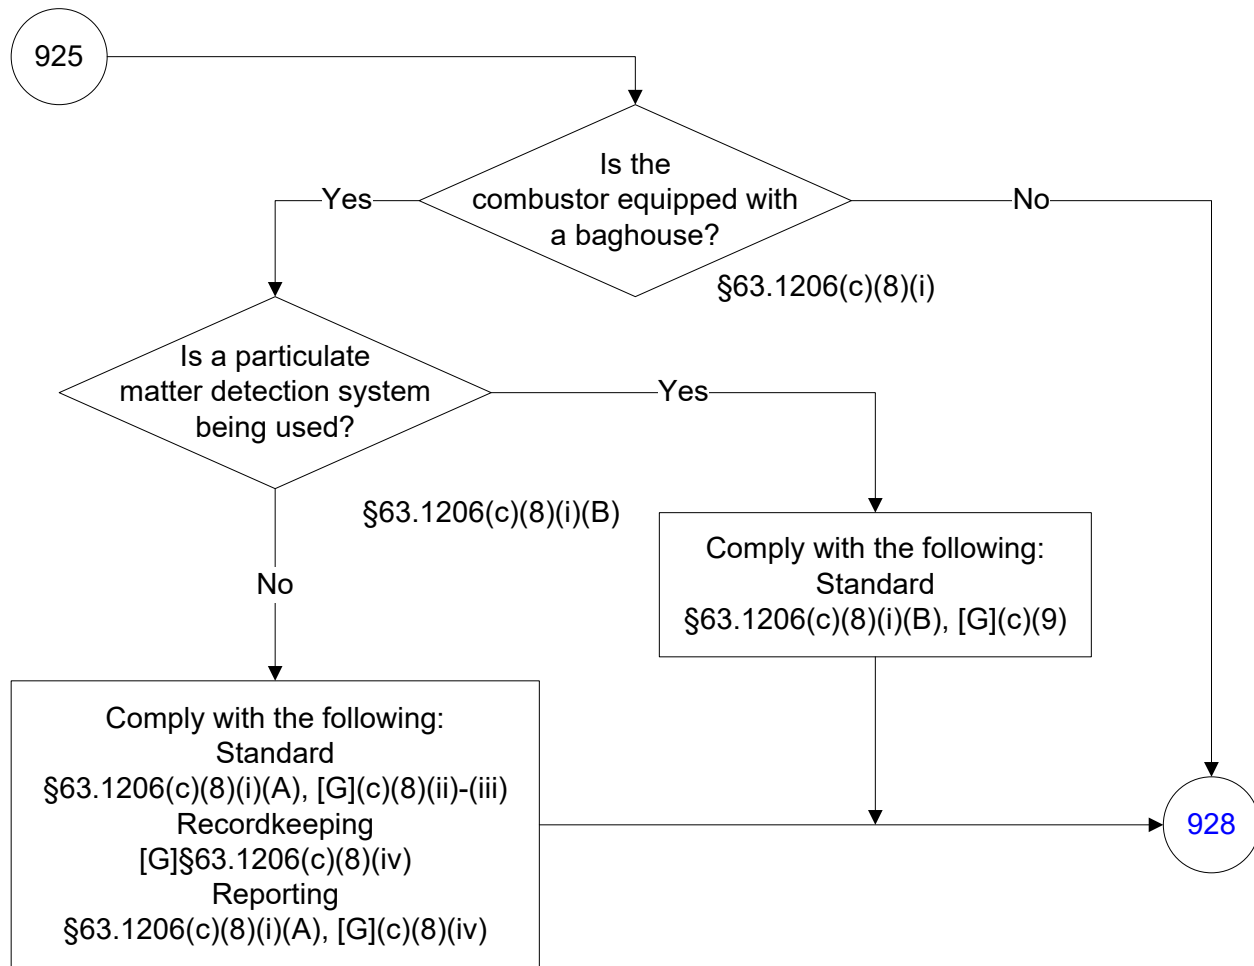 925
Is the
combustor equipped with
a baghouse?
Yes
No
§63.1206(c)(8)(i)
Is a particulate
matter detection system
being used?
Yes
§63.1206(c)(8)(i)(B)
Comply with the following:
Standard
§63.1206(c)(8)(i)(B), [G](c)(9)
No
Comply with the following:
Standard
§63.1206(c)(8)(i)(A), [G](c)(8)(ii)-(iii)
Recordkeeping
[G]§63.1206(c)(8)(iv)
Reporting
§63.1206(c)(8)(i)(A), [G](c)(8)(iv)
928